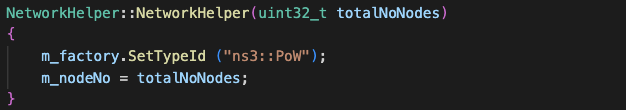 NetworkHelper::NetworkHelper(uint32_t totalNoNodes)
{
    m_factory.SetTypeId ("ns3::PoW");
    m_nodeNo = totalNoNodes;
}